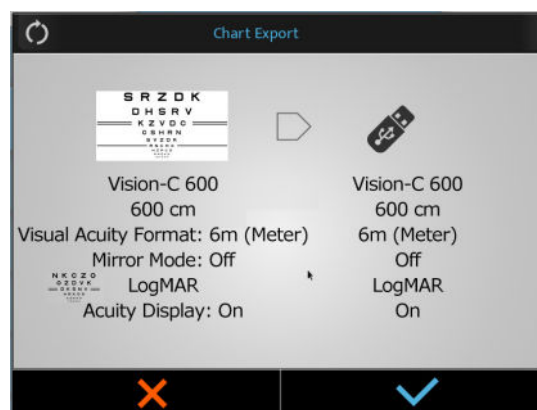 Chart Export
S R Z D K
D H S R V
K Z V D C
O S H R N
Vision-C 600
600 cm
Visual Acuity Format: 6m (Meter)
Mirror Mode: Off
N K C Z O
O Z D V K
LogMAR
Acuity Display: On
Vision-C 600
600 cm
6m (Meter)
Off
LogMAR
On